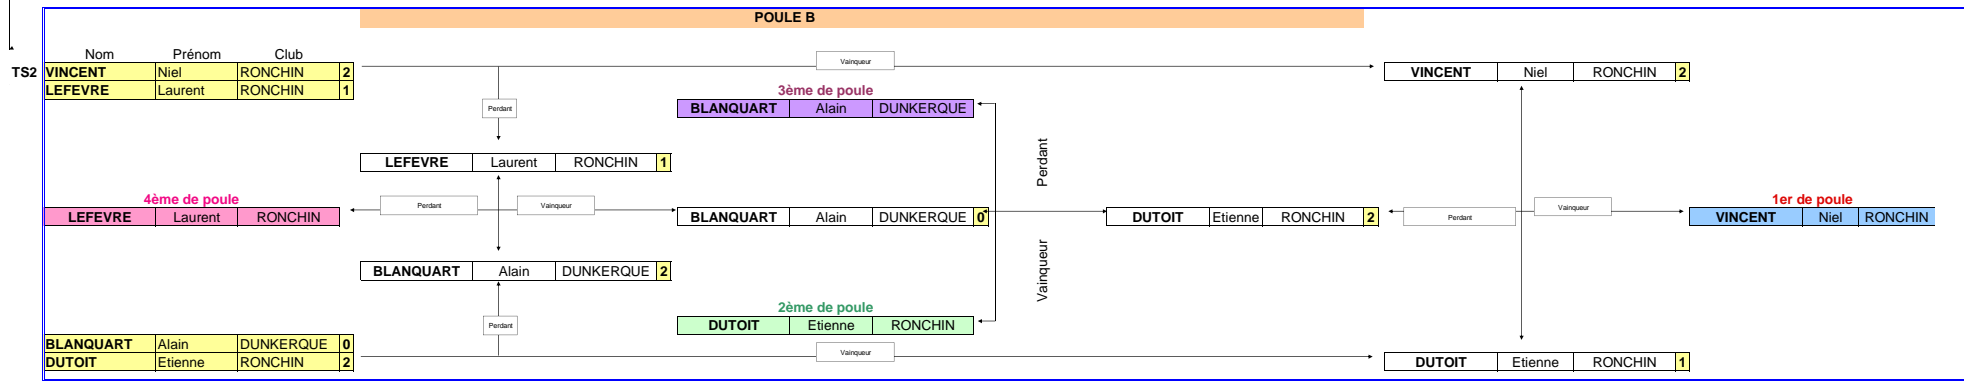 POULE B
Nom Prénom Club
TS2 VINCENT Niel RONCHIN 2
LEFEVRE Laurent RONCHIN 1
Vainqueur
VINCENT Niel RONCHIN 2
Perdant
3ème de poule
BLANQUART Alain DUNKERQUE
Perdant
LEFEVRE Laurent RONCHIN 1
4ème de poule
LEFEVRE Laurent RONCHIN
Perdant
Vainqueur
BLANQUART Alain DUNKERQUE 0
DUTOIT Etienne RONCHIN 2
Perdant
Vainqueur
1er de poule
VINCENT Niel RONCHIN
BLANQUART Alain DUNKERQUE 2
Vainqueur
2ème de poule
DUTOIT Etienne RONCHIN
Perdant
BLANQUART Alain DUNKERQUE 0
DUTOIT Etienne RONCHIN 2
Vainqueur
DUTOIT Etienne RONCHIN 1